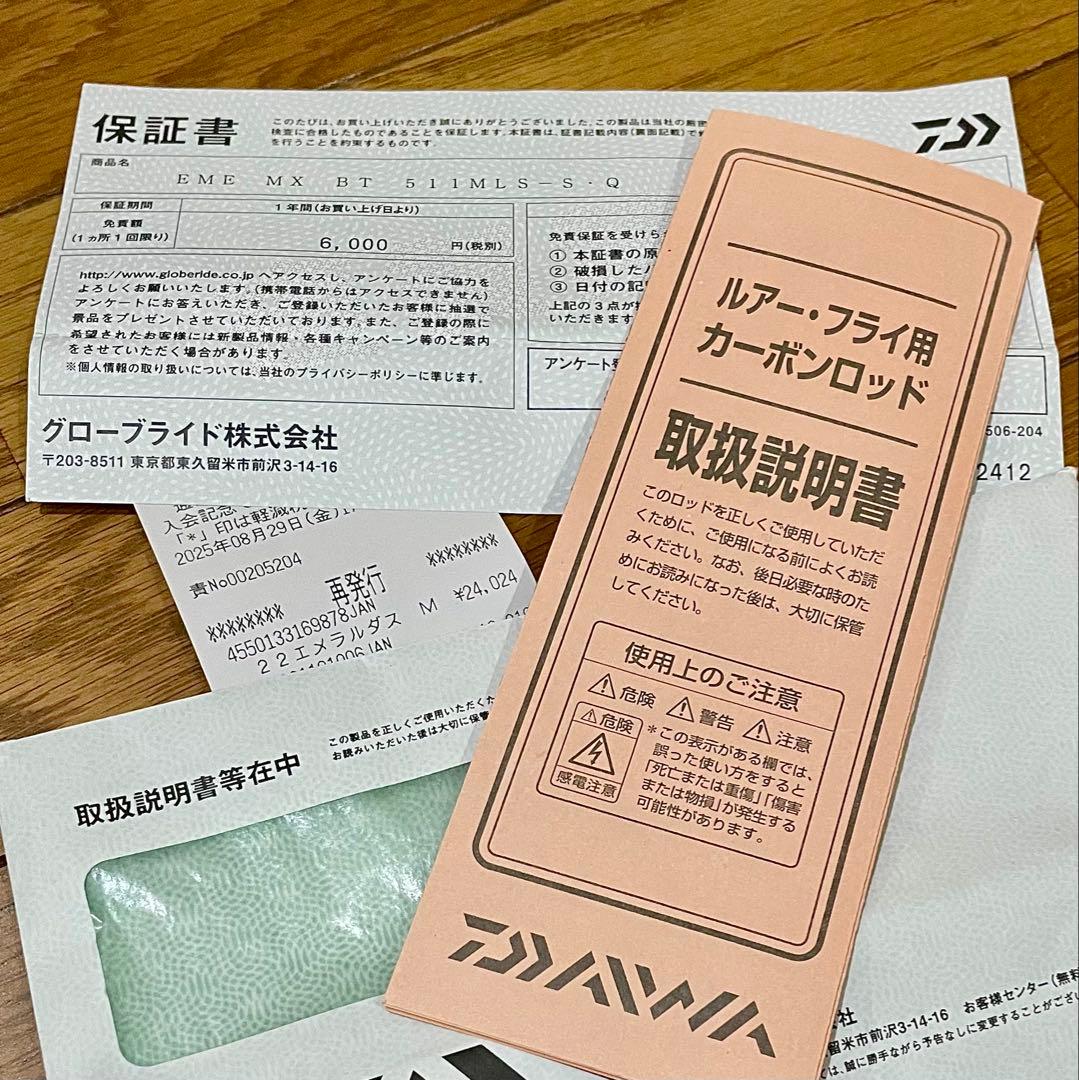 保証書
このたびは、お買い上げいただき誠にありがとうございました。この製品は当社の厳密
検査に合格したものであることを保証します。本証書は、証書記載内容(裏面記載)で
を行うことを約束するものです。
商品名
EME MX BT 511MLS-S・Q
保証期間
1年間(お買い上げ日より)
免責額
(1ヵ所1回限り)
6,000 円(税別)
http://www.globeride.co.jp へアクセスし、アンケートにご協力を
よろしくお願いいたします。(携帯電話からはアクセスできません)
アンケートにお答えいただき、ご登録いただいたお客様に抽選で
景品をプレゼントさせていただいております。また、ご登録の際に
希望されたお客様には新製品情報・各種キャンペーン等のご案内
をさせていただく場合があります。
※個人情報の取り扱いについては、当社のプライバシーポリシーに準じます。
免責保証を受けら
① 本証書の原
② 破損した
③ 日付の記
上記の3点が
いただきます
アンケート
506-204
2412
グローブライド株式会社
〒203-8511 東京都東久留米市前沢3-14-16
入会記念
「*」印は軽減
2025年08月29日(金)
責No00205204
********
再発行
********
4550133169878JAN
M ¥24,024
22エメラルダス
ルアー・フライ用
カーボンロッド
取扱説明書
このロッドを正しくご使用していただ
くために、ご使用になる前によくお読
みください。なお、後日必要な時のた
めにお読みになった後は、大切に保管
してください。
使用上のご注意
危険 警告 注意
危険
感電注意
*この表示がある欄では、
誤った使い方をすると
「死亡または重傷」「傷害
または物損」が発生する
可能性があります。
DAIWA
この製品を正しくご使用いただくた
お読みいただいた後は大切に保管
取扱説明書等在中
社
留米市前沢3-14-16 お客様センター(無料
は、誠に勝手ながら予告なしに変更することがござい